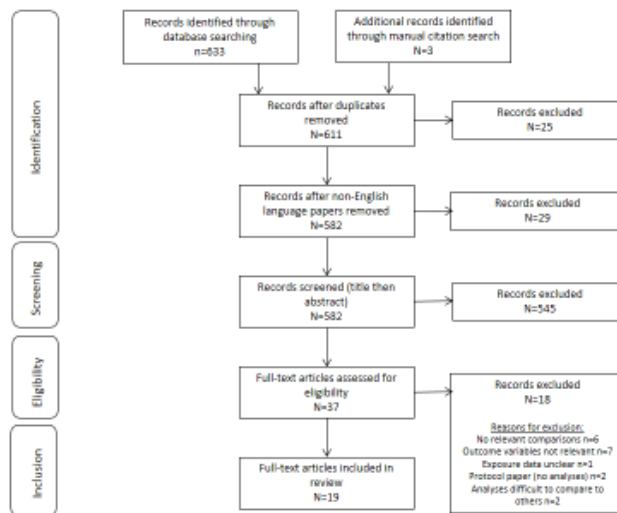 Records identified through
database searching
n=633
Additional records identified
through manual citation search
N=3
Identification
Records after duplicates
removed
N=611
Records excluded
N=25
Records after non-English
language papers removed
N=582
Records excluded
N=29
Screening
Records screened (title then
abstract)
N=582
Records excluded
N=545
Eligibility
Full-text articles assessed for
eligibility
N=37
Records excluded
N=18
Reasons for exclusion:
No relevant comparisons n=6
Outcome variables not relevant n=7
Exposure data unclear n=1
Protocol paper (no analyses) n=2
Analyses difficult to compare to
others n=2
Inclusion
Full-text articles included in
review
N=19